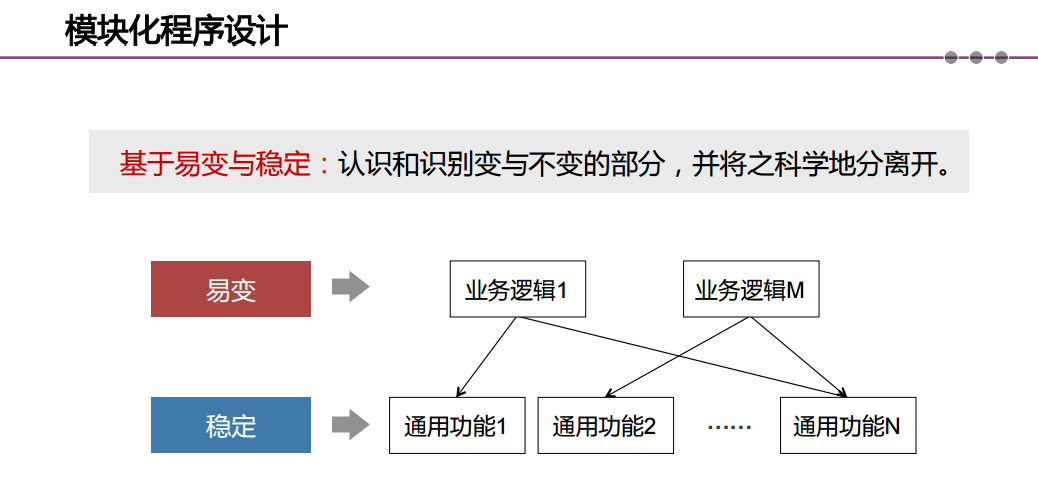 模块化程序设计
基于易变与稳定：认识和识别变与不变的部分，并将之科学地分离开。
易变
业务逻辑1
业务逻辑M
稳定
通用功能1
通用功能2
……
通用功能N